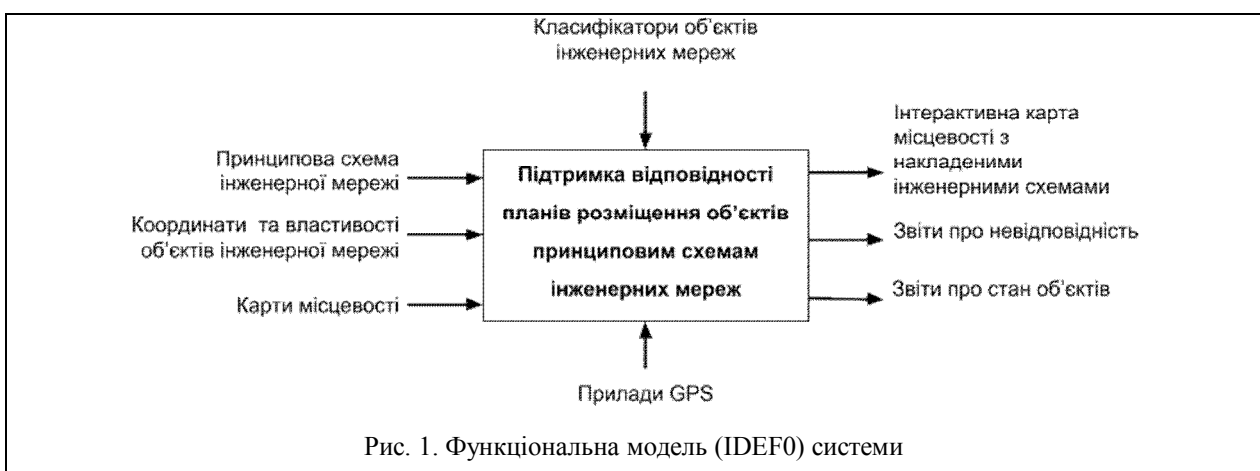 Класифікатори об’єктів
інженерних мереж
Принципова схема
інженерної мережі
Координати та властивості
об’єктів інженерної мережі
Карти місцевості
Підтримка відповідності
планів розміщення об’єктів
принциповим схемам
інженерних мереж
Інтерактивна карта
місцевості з
накладеними
інженерними схемами
Звіти про невідповідність
Звіти про стан об’єктів
Прилади GPS
Рис. 1. Функціональна модель (IDEF0) системи